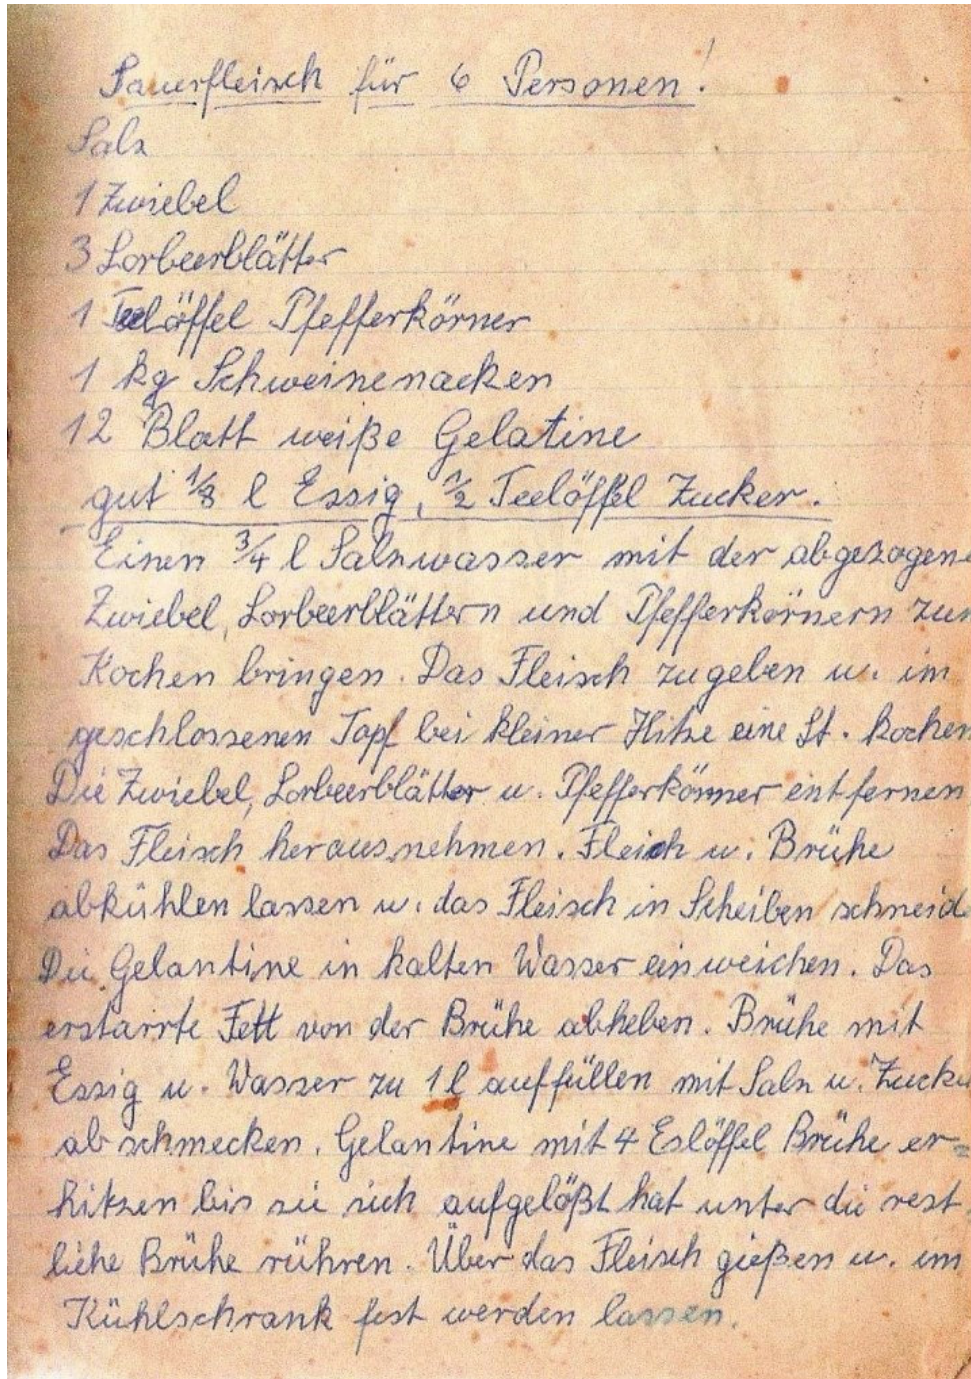 Sauerfleisch für 6 Personen!
Salz
1 Zwiebel
3 Lorbeerblätter
1 Teelöffel Pfefferkörner
1 kg Schweinenacken
12 Blatt weiße Gelatine
gut 1/8 l Essig, 1/2 Teelöffel Zucker.
Einen 3/4 l Salzwasser mit der abgezogene
Zwiebel, Lorbeerblättern und Pfefferkörnern zum
Kochen bringen. Das Fleisch zugeben u. im
geschlossenen Topf bei kleiner Hitze eine St. kochen
Die Zwiebel, Lorbeerblätter u. Pfefferkörner entfernen
Das Fleisch herausnehmen. Fleich u. Brühe
abkühlen lassen u. das Fleisch in Scheiben schneide
Die Gelantine in kalten Wasser einweichen. Das
erstarrte Fett von der Brühe abheben. Brühe mit
Essig u. Wasser zu 1 l auffüllen mit Salz u. Zucke
abschmecken. Gelantine mit 4 Eslöffel Brühe er=
hitzen bis sie sich aufgelößt hat unter die rest
liche Brühe rühren. Über das Fleisch gießen u. im
Kühlschrank fest werden lassen.